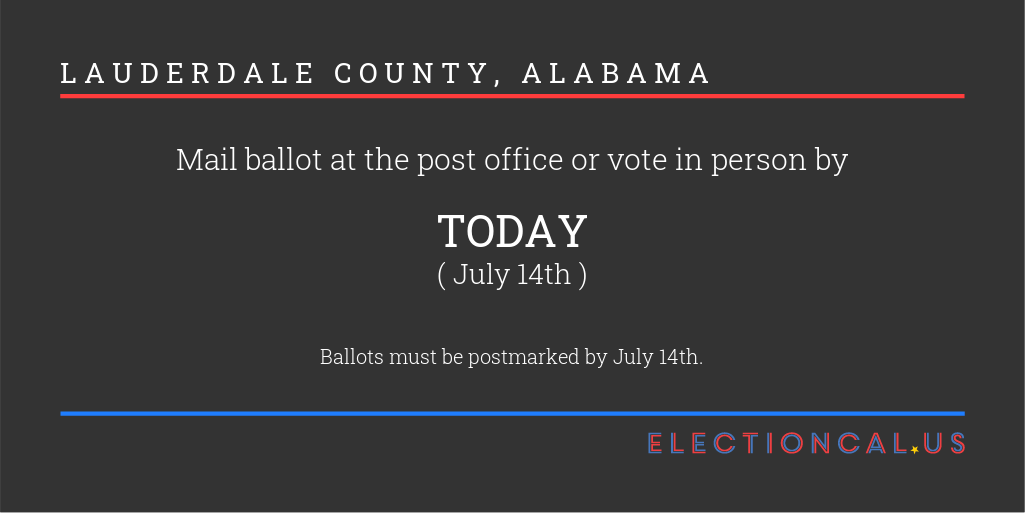 LAUDERDALE COUNTY, ALABAMA
Mail ballot at the post office or vote in person by
TODAY
( July 14th )
Ballots must be postmarked by July 14th.
ELECTIONCAL.US